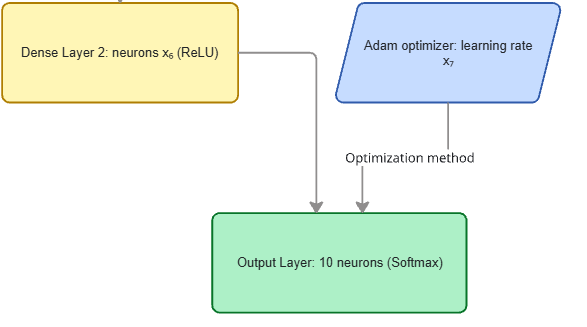 Dense Layer 2: neurons x₆ (ReLU)
Adam optimizer: learning rate
x₇
Optimization method
Output Layer: 10 neurons (Softmax)